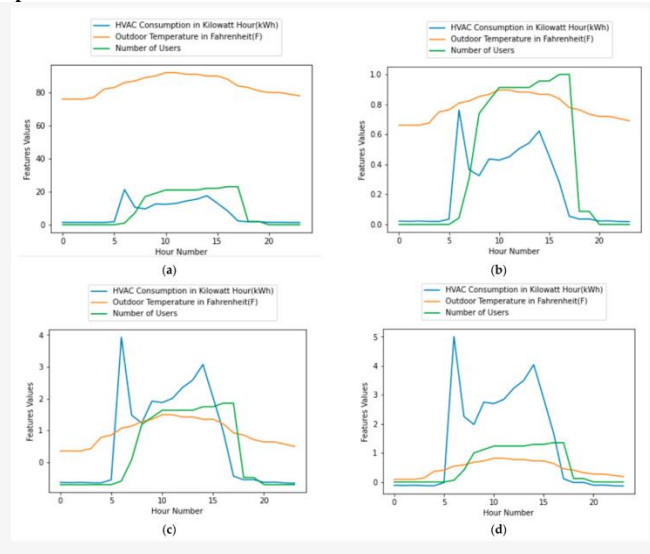 HVAC Consumption in Kilowatt Hour(kWh)
Outdoor Temperature in Fahrenheit(F)
Number of Users
80
60
40
20
0
Features Values
0 5 10 15 20
Hour Number
(a)
HVAC Consumption in Kilowatt Hour(kWh)
Outdoor Temperature in Fahrenheit(F)
Number of Users
1.0
0.8
0.6
0.4
0.2
0.0
Features Values
0 5 10 15 20
Hour Number
(b)
HVAC Consumption in Kilowatt Hour(kWh)
Outdoor Temperature in Fahrenheit(F)
Number of Users
4
3
2
1
0
Features Values
0 5 10 15 20
Hour Number
(c)
HVAC Consumption in Kilowatt Hour(kWh)
Outdoor Temperature in Fahrenheit(F)
Number of Users
5
4
3
2
1
0
Features Values
0 5 10 15 20
Hour Number
(d)